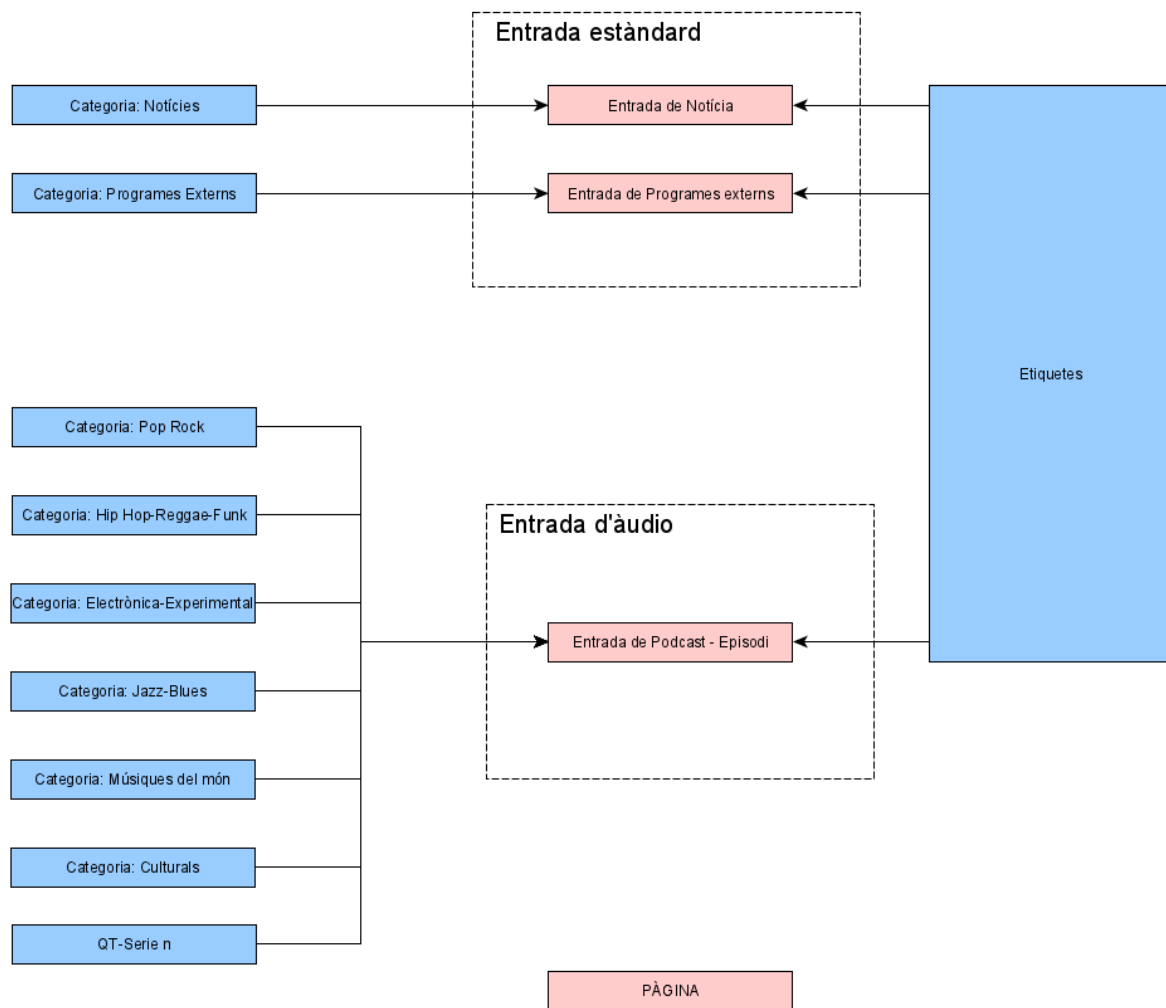 Entrada estàndard
Categoria: Notícies
Entrada de Notícia
Categoria: Programes Externs
Entrada de Programes externs
Etiquetes
Categoria: Pop Rock
Categoria: Hip Hop-Reggae-Funk
Entrada d'àudio
Categoria: Electrònica-Experimental
Entrada de Podcast - Episodi
Categoria: Jazz-Blues
Categoria: Músiques del món
Categoria: Culturals
QT-Serie n
PÀGINA